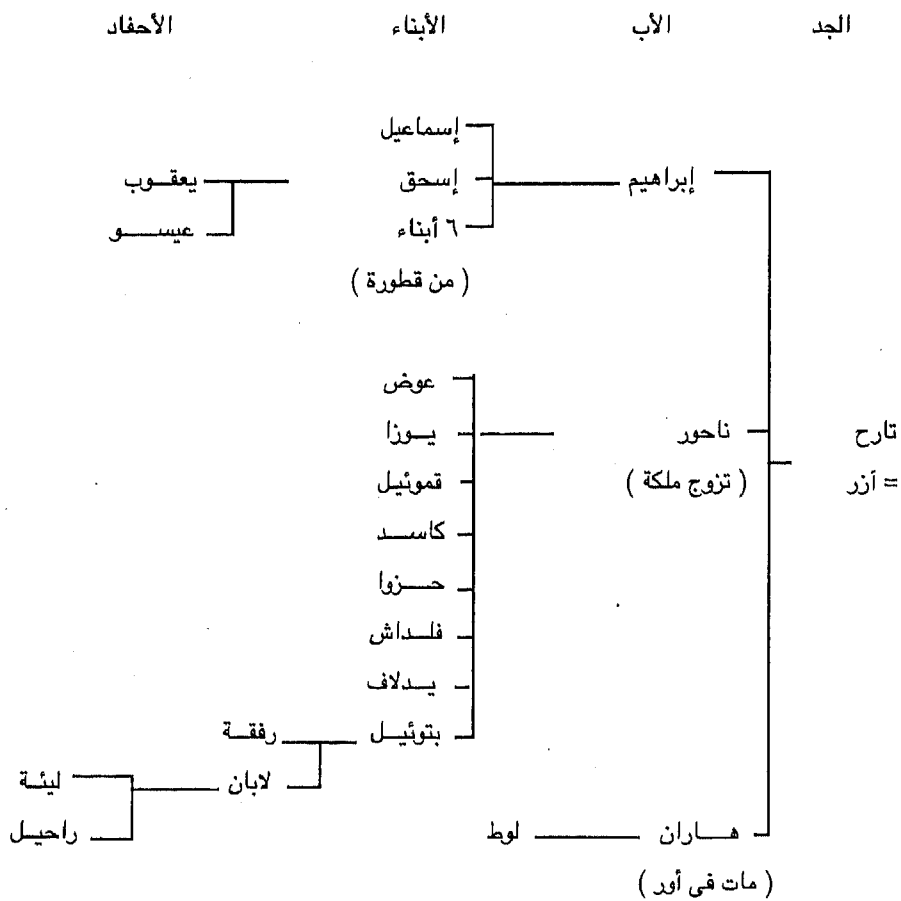 الجد الأب الأبناء الأحفاد
إسماعيل
إبراهيم إسحق يعقوب
٦ أبناء عيسو
( من قطورة )
عوض
تارح ناحور يوزا
= آزر ( تزوج ملكة ) قموئيل
كاسد
حزوا
فلداش
يدلاف
بتوئيل رفقة
لابان ليئة
هاران لوط راحيل
( مات فى أور )